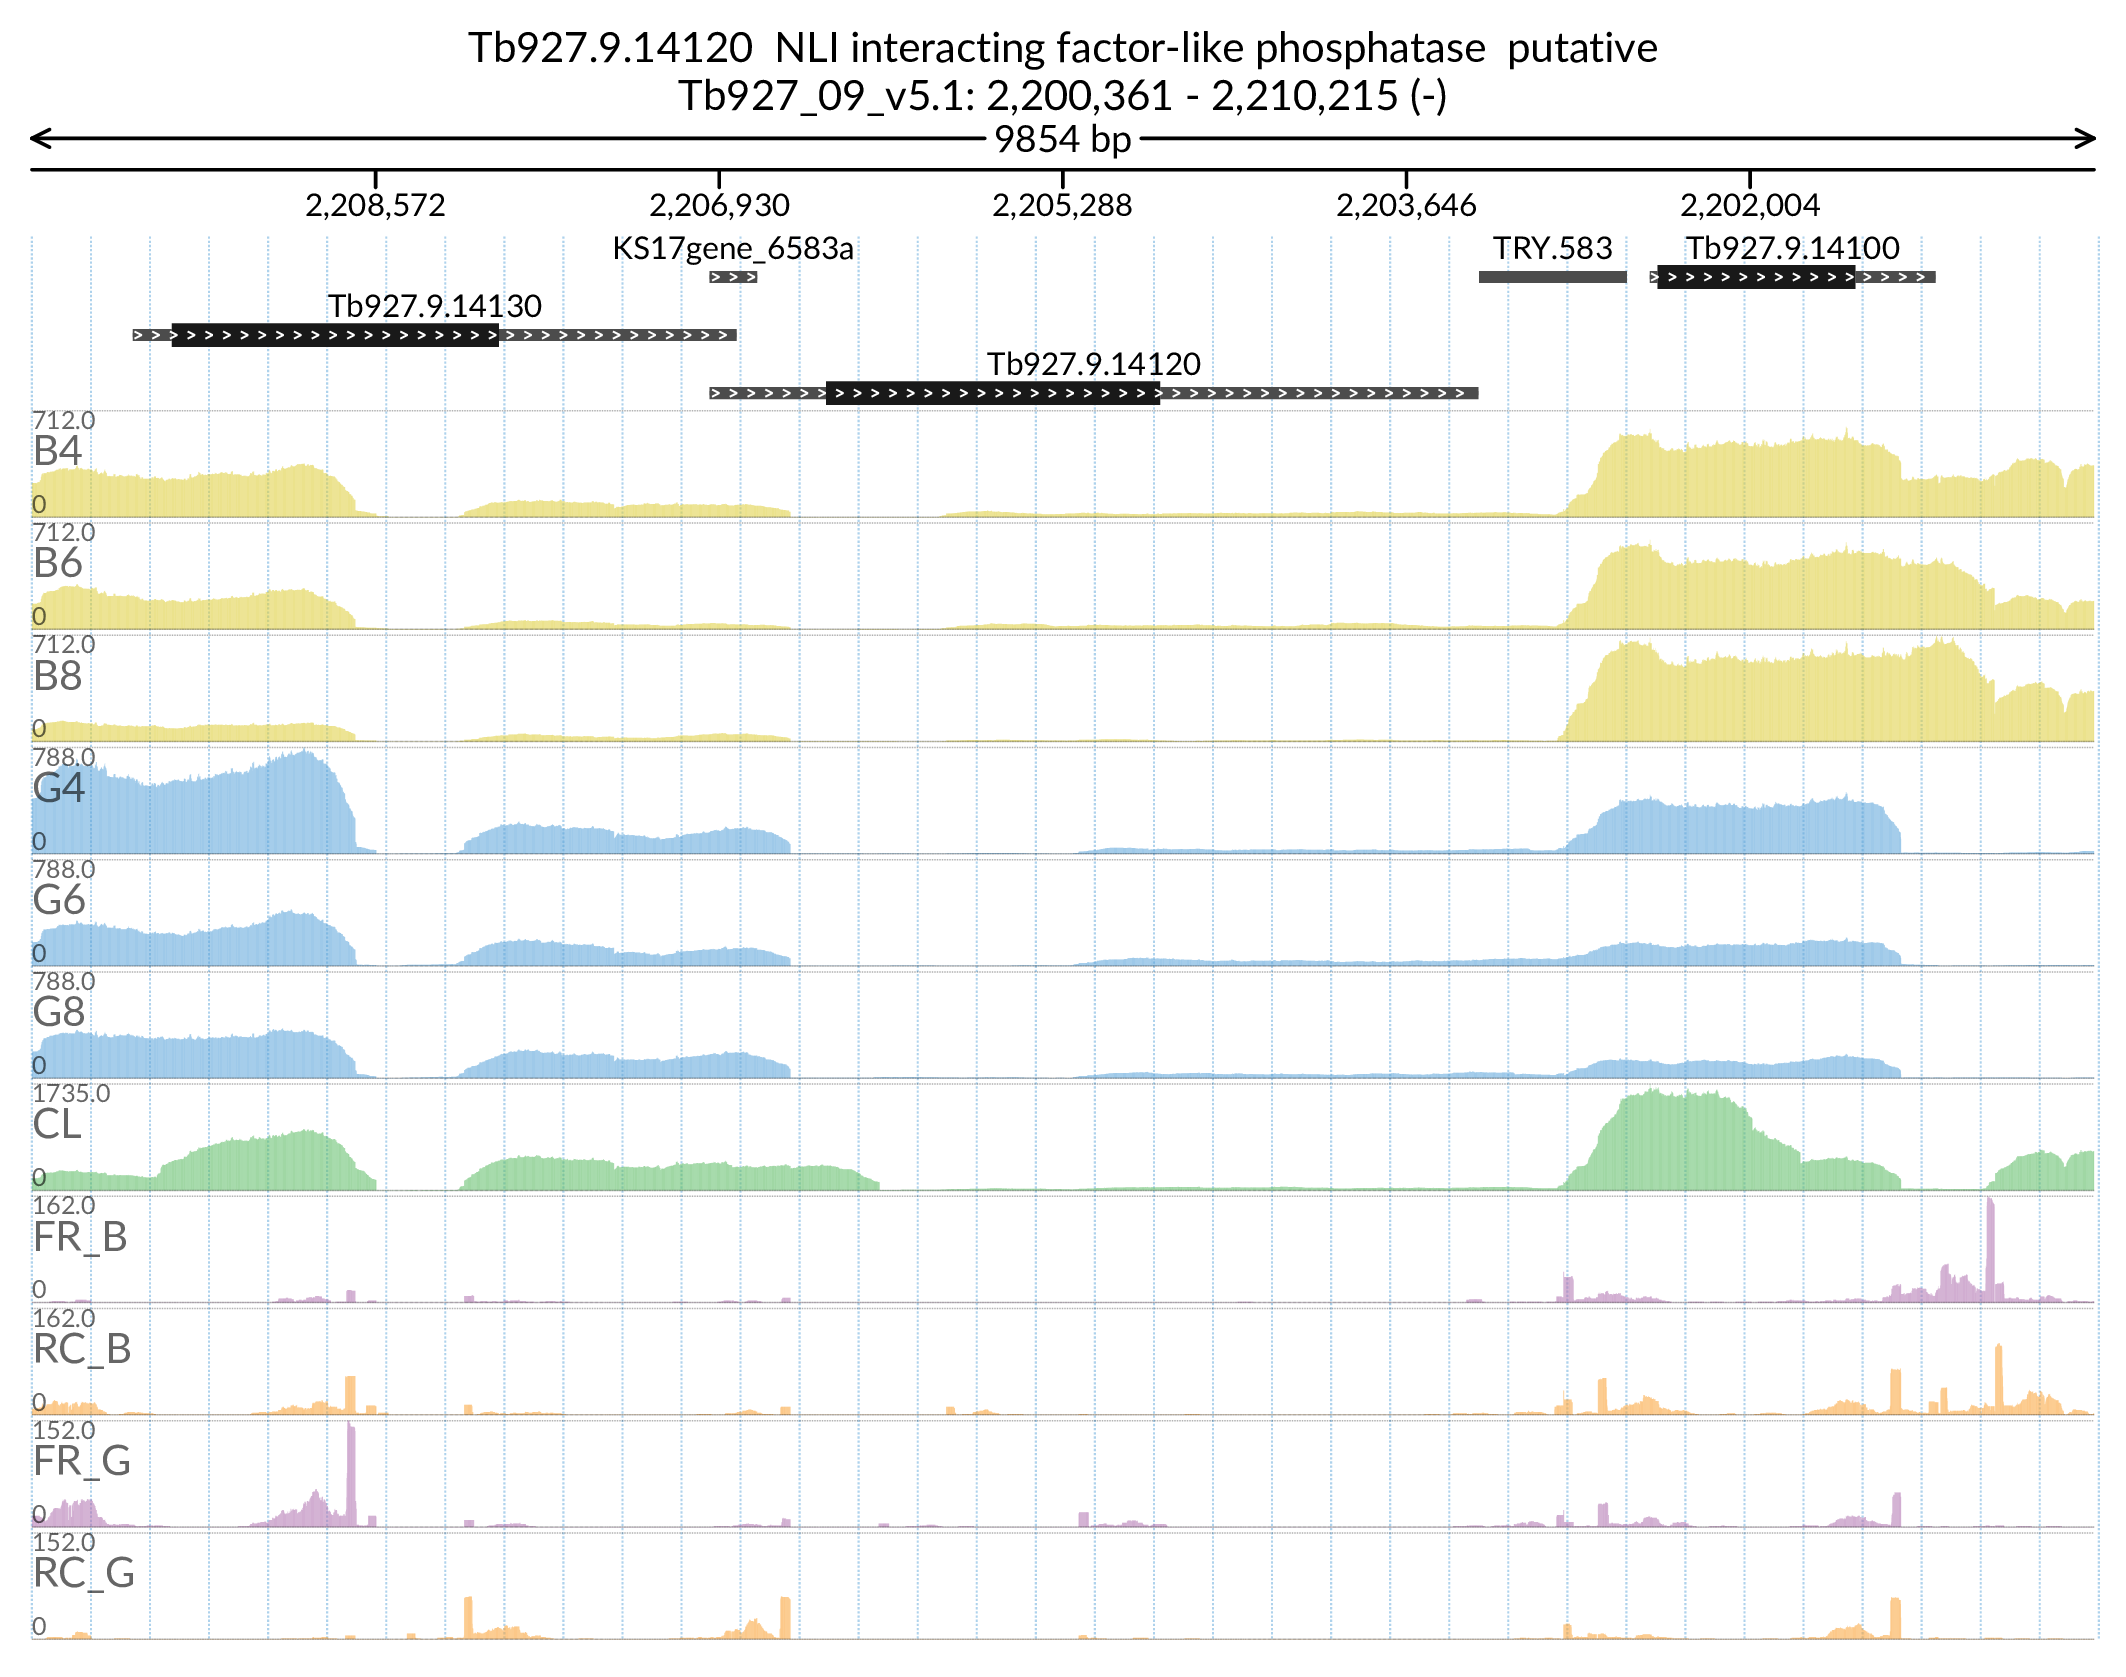 Tb927.9.14120  NLI interacting factor-like phosphatase  putative
Tb927_09_v5.1: 2,200,361 - 2,210,215 (-)
9854 bp
2,208,572 2,206,930 2,205,288 2,203,646 2,002,004
KS17gene_6583a TRY.583 Tb927.9.14100
Tb927.9.14130
Tb927.9.14120
712.0
B4
0
712.0
B6
0
712.0
B8
0
788.0
G4
0
788.0
G6
0
788.0
G8
0
1735.0
CL
0
162.0
FR_B
0
162.0
RC_B
0
152.0
FR_G
0
152.0
RC_G
0